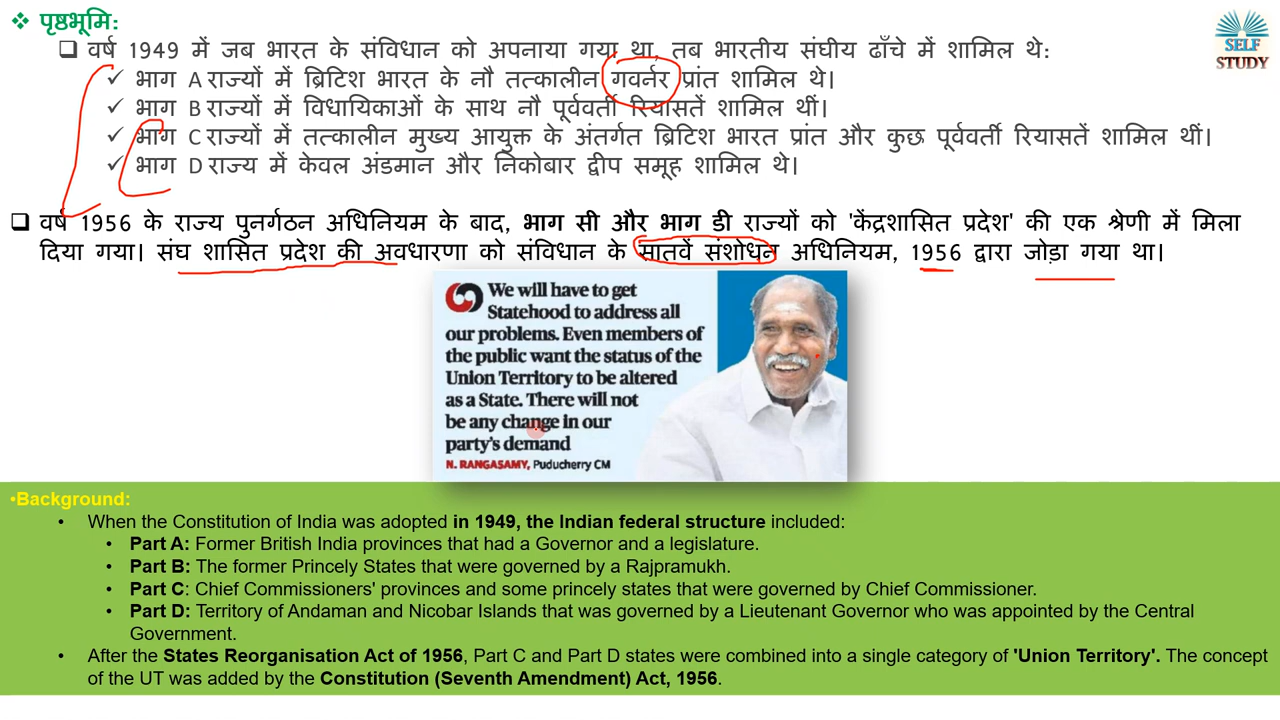 ❖ पृष्ठभूमि:
SELF
STUDY
❑ वर्ष 1949 में जब भारत के संविधान को अपनाया गया था, तब भारतीय संघीय ढाँचे में शामिल थे:
✓ भाग A राज्यों में ब्रिटिश भारत के नौ तत्कालीन गवर्नर प्रांत शामिल थे।
✓ भाग B राज्यों में विधायिकाओं के साथ नौ पूर्ववर्ती रियासतें शामिल थीं।
✓ भाग C राज्यों में तत्कालीन मुख्य आयुक्त के अंतर्गत ब्रिटिश भारत प्रांत और कुछ पूर्ववर्ती रियासतें शामिल थीं।
✓ भाग D राज्य में केवल अंडमान और निकोबार द्वीप समूह शामिल थे।
❑ वर्ष 1956 के राज्य पुनर्गठन अधिनियम के बाद, भाग सी और भाग डी राज्यों को 'केंद्रशासित प्रदेश' की एक श्रेणी में मिला
दिया गया। संघ शासित प्रदेश की अवधारणा को संविधान के सातवें संशोधन अधिनियम, 1956 द्वारा जोड़ा गया था।
We will have to get
Statehood to address all
our problems. Even members of
the public want the status of the
Union Territory to be altered
as a State. There will not
be any change in our
party's demand
N. RANGASAMY, Puducherry CM
•Background:
• When the Constitution of India was adopted in 1949, the Indian federal structure included:
• Part A: Former British India provinces that had a Governor and a legislature.
• Part B: The former Princely States that were governed by a Rajpramukh.
• Part C: Chief Commissioners' provinces and some princely states that were governed by Chief Commissioner.
• Part D: Territory of Andaman and Nicobar Islands that was governed by a Lieutenant Governor who was appointed by the Central
Government.
• After the States Reorganisation Act of 1956, Part C and Part D states were combined into a single category of 'Union Territory'. The concept
of the UT was added by the Constitution (Seventh Amendment) Act, 1956.